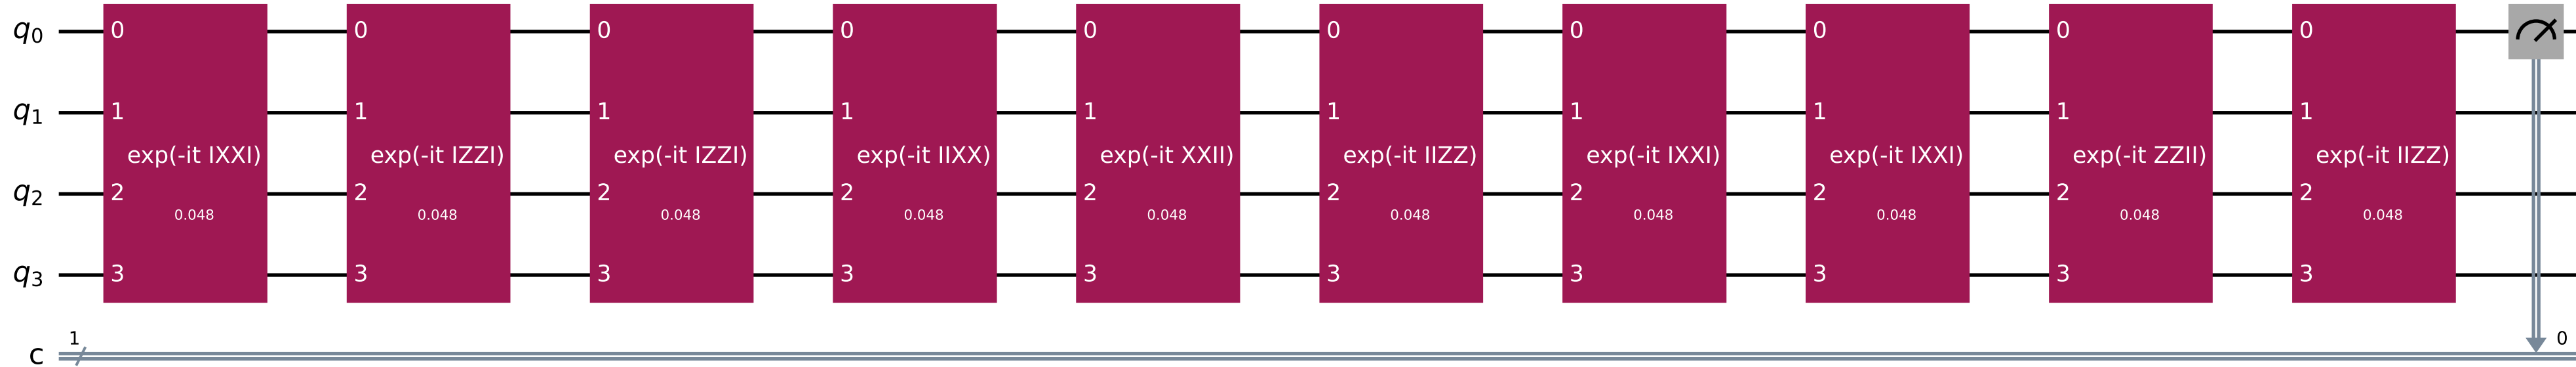 q0 0 0 0 0 0 0 0 0 0 0
q1 1 1 1 1 1 1 1 1 1 1
exp(-it IXXI) exp(-it IZZI) exp(-it IZZI) exp(-it IIXX) exp(-it XXII) exp(-it IIZZ) exp(-it IXXI) exp(-it IXXI) exp(-it ZZII) exp(-it IIZZ)
q2 2 2 2 2 2 2 2 2 2 2
0.048 0.048 0.048 0.048 0.048 0.048 0.048 0.048 0.048 0.048
q3 3 3 3 3 3 3 3 3 3 3
1 0
c